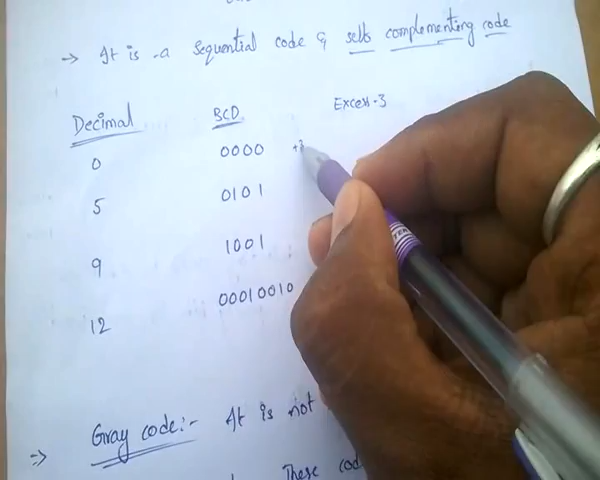 -> It is a sequential code & self complementing code
Decimal BCD Excess-3
0 0000 +3
5 0101
9 1001
12 00010010
=> Gray code:- It is not
These cod